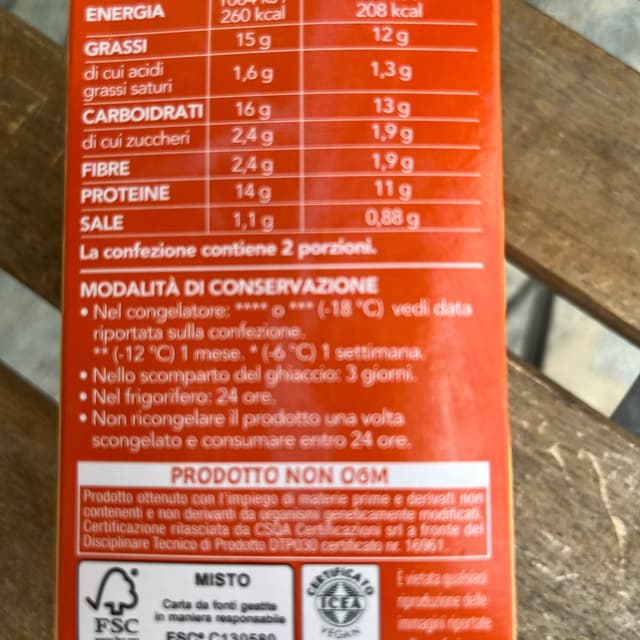 ENERGIA 260 kcal 208 kcal
GRASSI 15 g 12 g
di cui acidi
grassi saturi 1,6 g 1,3 g
CARBOIDRATI 16 g 13 g
di cui zuccheri 2,4 g 1,9 g
FIBRE 2,4 g 1,9 g
PROTEINE 14 g 11 g
SALE 1,1 g 0,88 g
La confezione contiene 2 porzioni.
MODALITÀ DI CONSERVAZIONE
• Nel congelatore: **** o *** (-18 °C) vedi data
riportata sulla confezione.
** (-12 °C) 1 mese. * (-6 °C) 1 settimana.
• Nello scomparto del ghiaccio: 3 giorni.
• Nel frigorifero: 24 ore.
• Non ricongelare il prodotto una volta
scongelato e consumare entro 24 ore.
PRODOTTO NON OGM
Prodotto ottenuto con l'impiego di materie prime e derivati non
contenenti e non derivanti da organismi geneticamente modificati.
Certificazione rilasciata da CSQA Certificazioni srl a fronte del
Disciplinare Tecnico di Prodotto DTP030 certificato nr. 16961.
FSC
MISTO
Carta da fonti gestite
in maniera responsabile
FSC® C130580
CERTIFICATO
ICEA
VEGAN
È vietata qualsiasi
riproduzione delle
immagini riportate